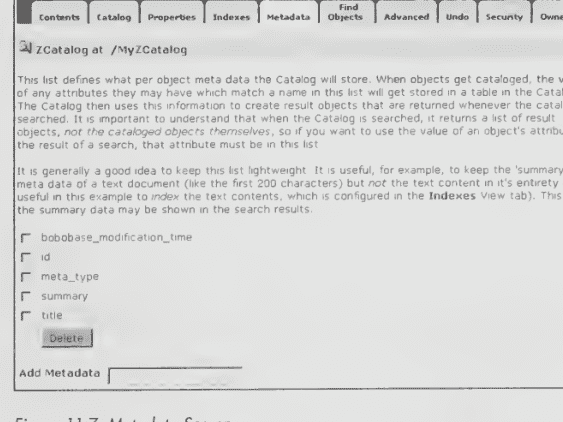 Contents Catalog Properties Indexes Metadata Find Objects Advanced Undo Security
ZCatalog at /MyZCatalog
This list defines what per object meta data the Catalog will store. When objects get cataloged, the
of any attributes they may have which match a name in this list will get stored in a table in the
The Catalog then uses this information to create result objects that are returned whenever the
searched. It is important to understand that when the Catalog is searched, it returns a list of result
objects, not the cataloged objects themselves, so if you want to use the value of an object's
the result of a search, that attribute must be in this list
It is generally a good idea to keep this list lightweight. It is useful, for example, to keep the 'summary
meta data of a text document (like the first 200 characters) but not the text content in it's entirety
useful in this example to index the text contents, which is configured in the Indexes View tab). This
the summary data may be shown in the search results.
bobobase_modification_time
id
meta_type
summary
title
Delete
Add Metadata